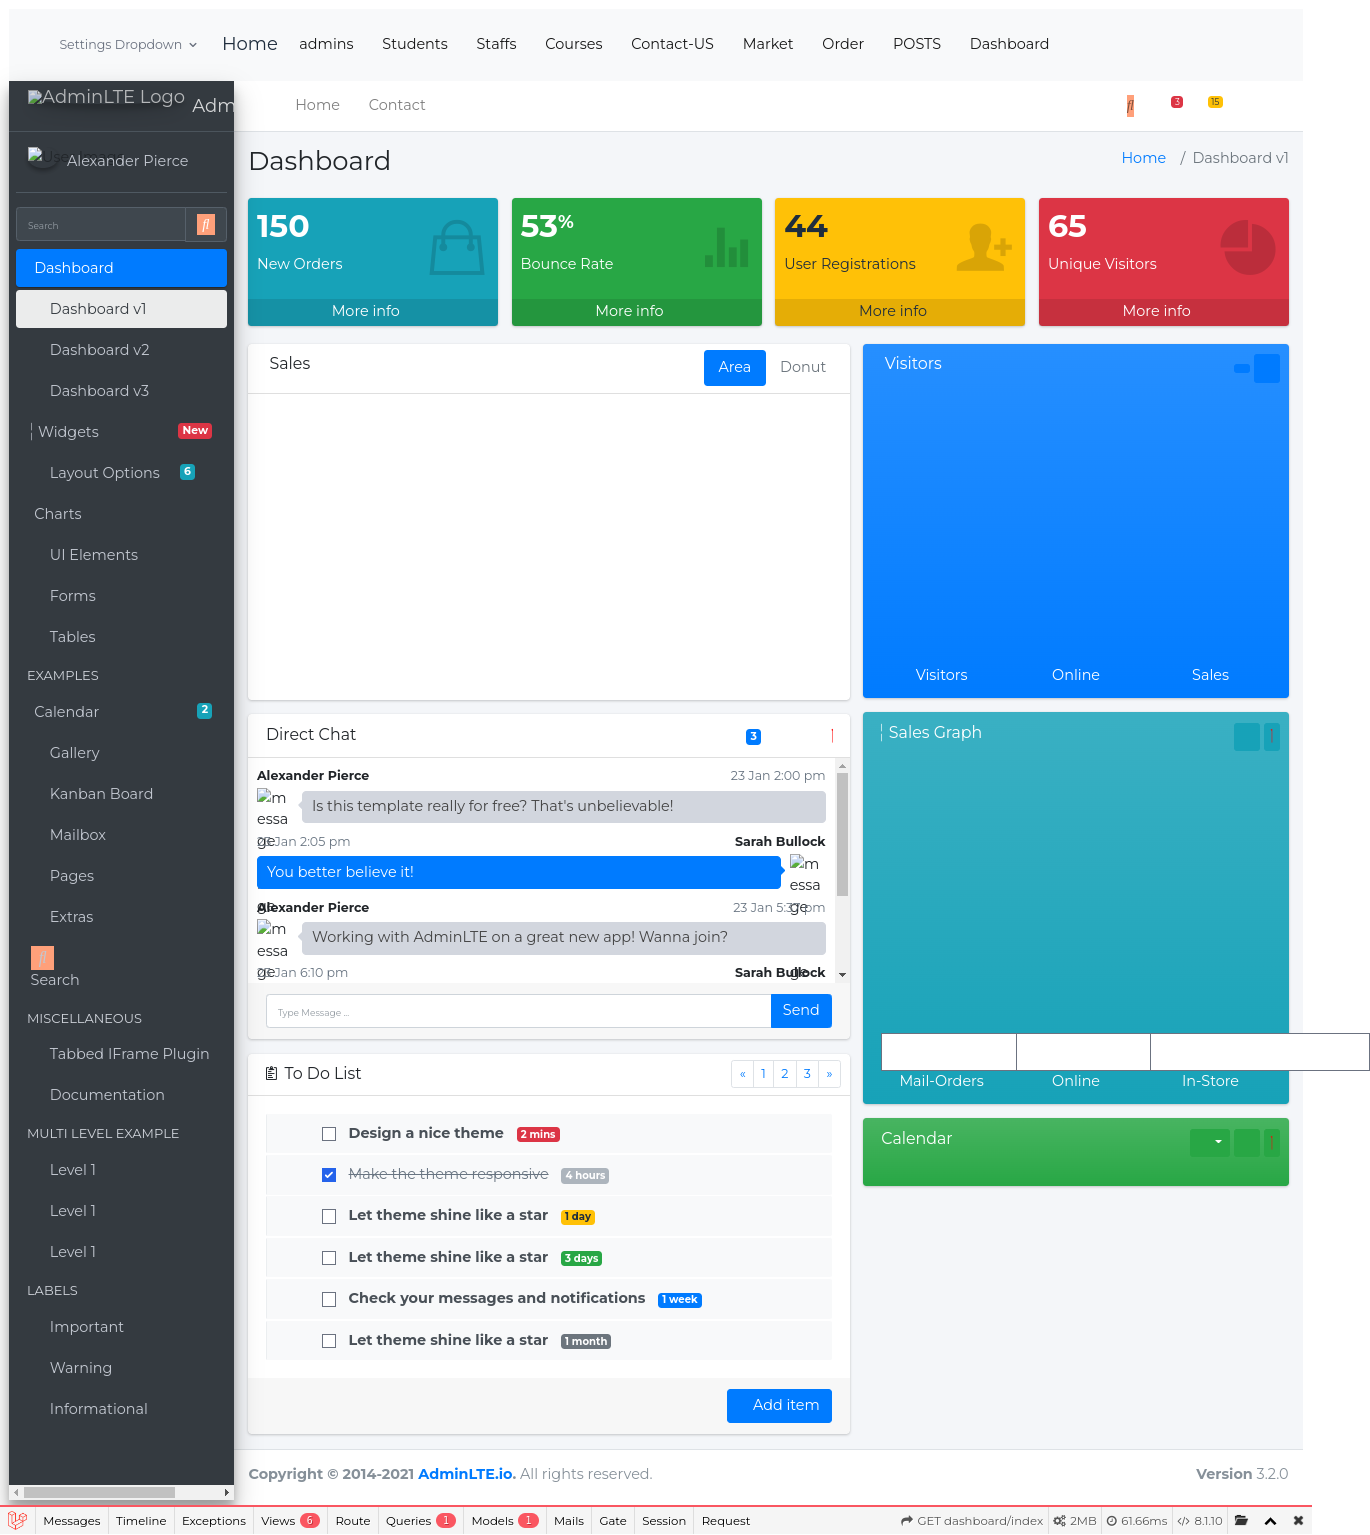 Settings Dropdown Home admins Students Staffs Courses Contact-US Market Order POSTS Dashboard
AdminLTE Logo Adm Home Contact 3 15
Alexander Pierce
Dashboard Home / Dashboard v1
Search
Dashboard
Dashboard v1
Dashboard v2
Dashboard v3
Widgets New
Layout Options 6
Charts
UI Elements
Forms
Tables
EXAMPLES
Calendar 2
Gallery
Kanban Board
Mailbox
Pages
Extras
Search
MISCELLANEOUS
Tabbed IFrame Plugin
Documentation
MULTI LEVEL EXAMPLE
Level 1
Level 1
Level 1
LABELS
Important
Warning
Informational
150
New Orders
More info
53%
Bounce Rate
More info
44
User Registrations
More info
65
Unique Visitors
More info
Sales Area Donut
Direct Chat 3
Alexander Pierce 23 Jan 2:00 pm
Is this template really for free? That's unbelievable!
23 Jan 2:05 pm Sarah Bullock
You better believe it!
Alexander Pierce 23 Jan 5:37 pm
Working with AdminLTE on a great new app! Wanna join?
23 Jan 6:10 pm Sarah Bullock
Type Message ... Send
To Do List « 1 2 3 »
Design a nice theme 2 mins
Make the theme responsive 4 hours
Let theme shine like a star 1 day
Let theme shine like a star 3 days
Check your messages and notifications 1 week
Let theme shine like a star 1 month
Add item
Visitors
Visitors Online Sales
Sales Graph
Mail-Orders Online In-Store
Calendar
Copyright © 2014-2021 AdminLTE.io. All rights reserved. Version 3.2.0
Messages Timeline Exceptions Views 6 Route Queries 1 Models 1 Mails Gate Session Request GET dashboard/index 2MB 61.66ms 8.1.10